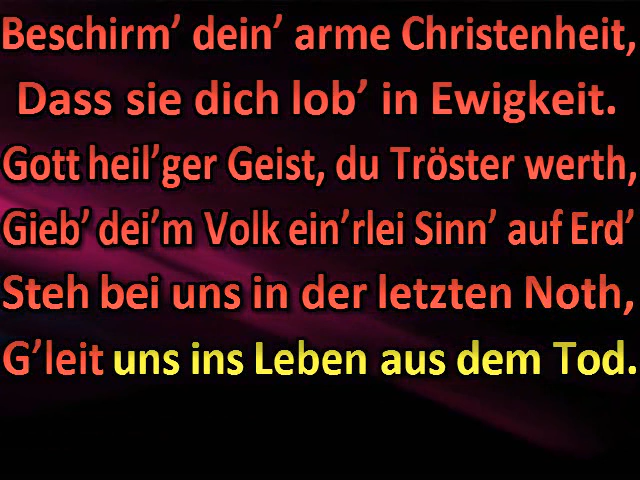 Beschirm’ dein’ arme Christenheit,
Dass sie dich lob’ in Ewigkeit.
Gott heil’ger Geist, du Tröster werth,
Gieb’ dei’m Volk ein’rlei Sinn’ auf Erd’
Steh bei uns in der letzten Noth,
G’leit uns ins Leben aus dem Tod.